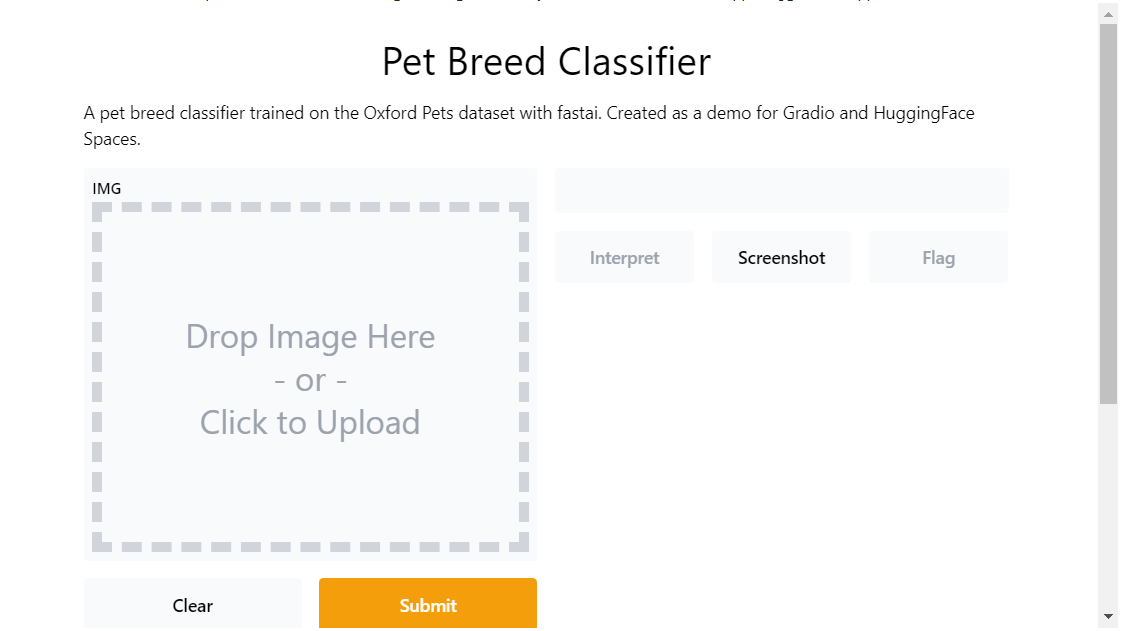 Pet Breed Classifier
A pet breed classifier trained on the Oxford Pets dataset with fastai. Created as a demo for Gradio and HuggingFace
Spaces.
IMG
Drop Image Here
- or -
Click to Upload
Interpret
Screenshot
Flag
Clear
Submit